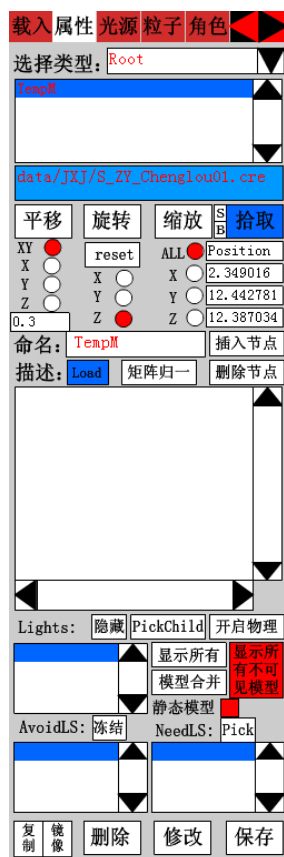 载入 属性 光源 粒子 角色
选择类型: Root
TempM
data/JXJ/S_ZY_Chenglou01.cre
平移 旋转 缩放 S B 拾取
XY reset ALL Position
X X X 2.349016
Y Y Y 12.442781
Z Z Z 12.387034
0.3
命名: TempM 插入节点
描述: Load 矩阵归一 删除节点
Lights: 隐藏 PickChild 开启物理
显示所有 显示所
有不可
见模型
模型合并
静态模型
AvoidLS: 冻结 NeedLS: Pick
复制 镜像 删除 修改 保存